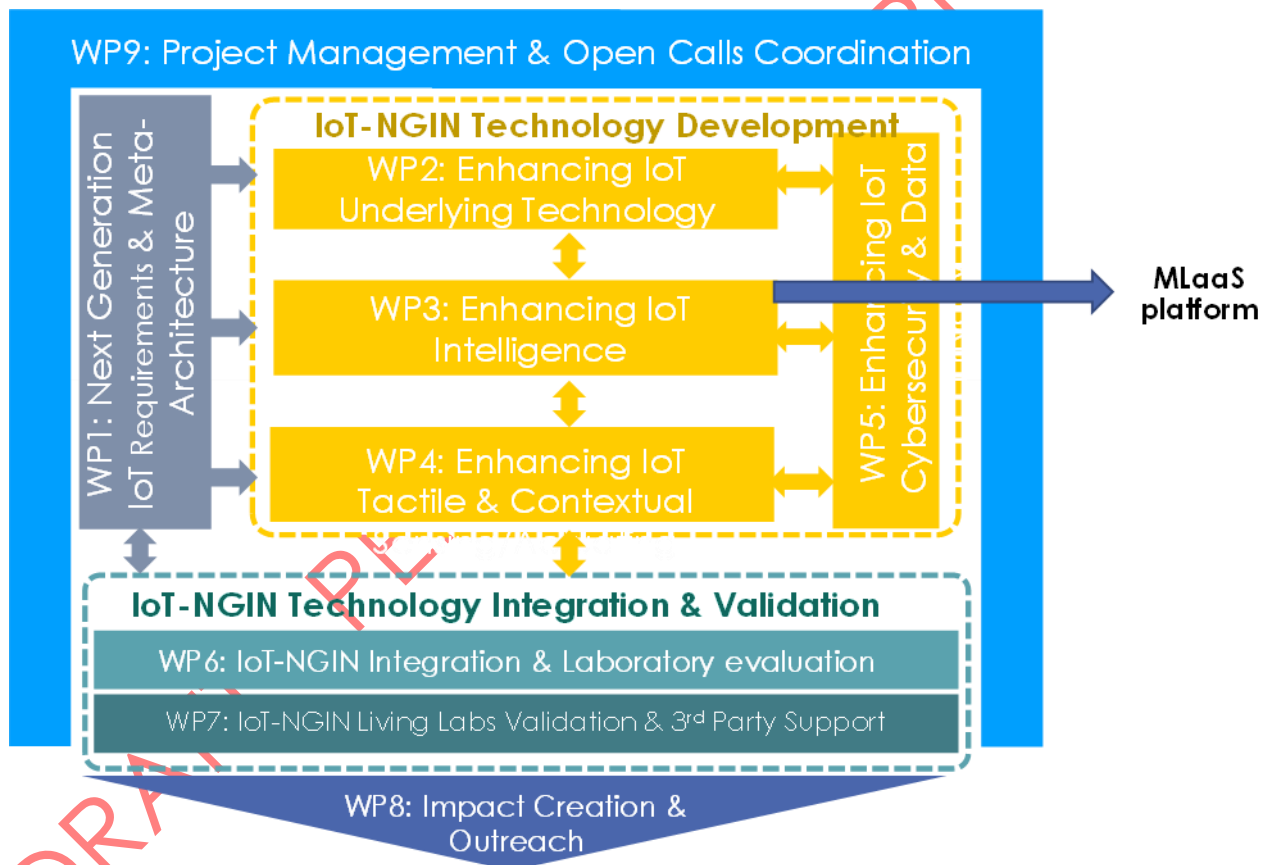 WP9: Project Management & Open Calls Coordination
WP1: Next Generation
IoT Requirements & Meta-
Architecture
IoT-NGIN Technology Development
WP2: Enhancing IoT
Underlying Technology
WP3: Enhancing IoT
Intelligence
WP4: Enhancing IoT
Tactile & Contextual
WP5: Enhancing IoT
Cybersecurity & Data
MLaaS
platform
IoT-NGIN Technology Integration & Validation
WP6: IoT-NGIN Integration & Laboratory evaluation
WP7: IoT-NGIN Living Labs Validation & 3rd Party Support
WP8: Impact Creation &
Outreach